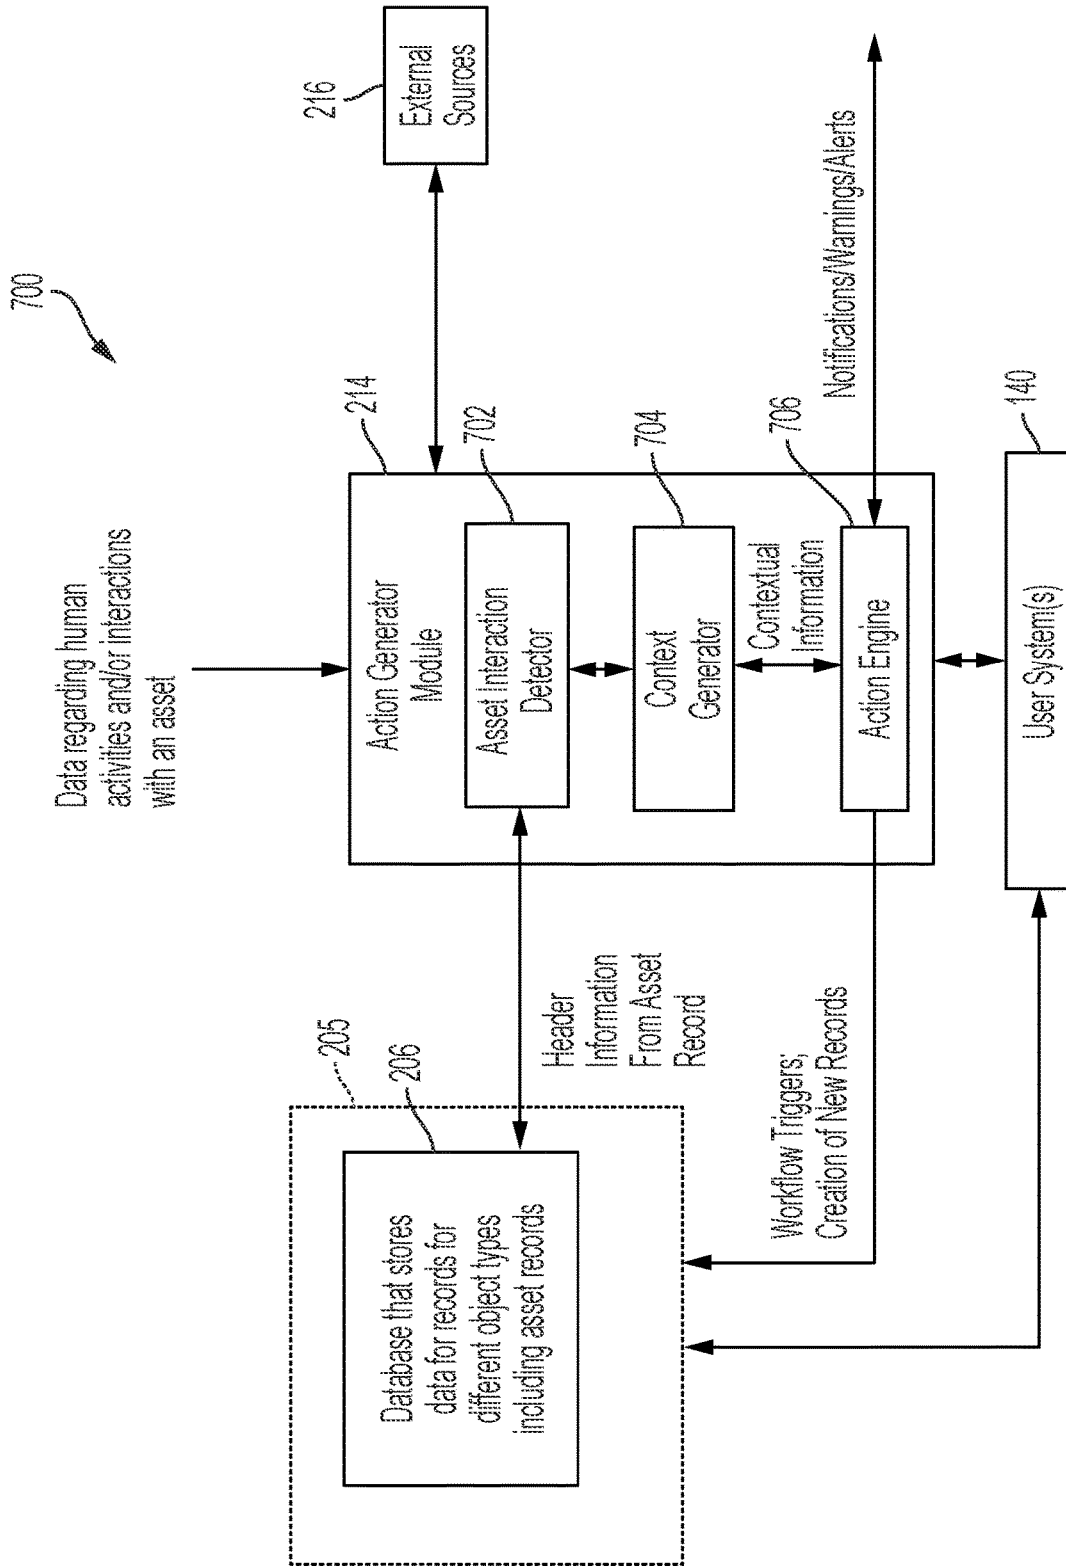 700
Data regarding human
activities and/or interactions
with an asset
216
External
Sources
214
Action Generator
Module
702
Asset Interaction
Detector
704
Context
Generator
Contextual
Information
706
Action Engine
Notifications/Warnings/Alerts
205
206
Database that stores
data for records for
different object types
including asset records
Header
Information
From Asset
Record
Workflow Triggers;
Creation of New Records
140
User System(s)